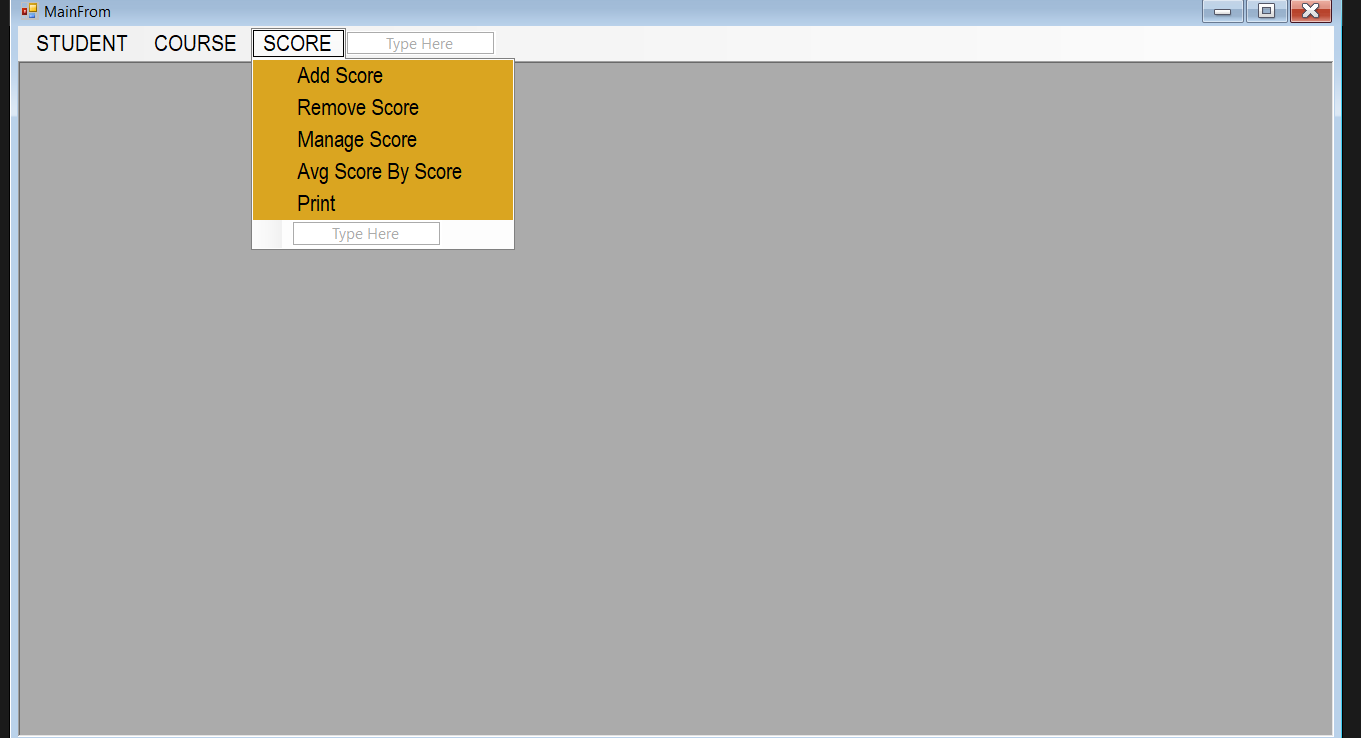 MainFrom
STUDENT COURSE SCORE Type Here
Add Score
Remove Score
Manage Score
Avg Score By Score
Print
Type Here